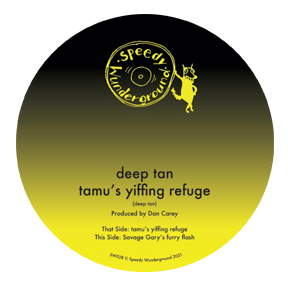 Speedy
Wunderground
deep tan
tamu's yiffing refuge
(deep tan)
Produced by Dan Carey
That Side: tamu's yiffing refuge
This Side: Savage Gary's furry flash
SW028 © Speedy Wunderground 2021